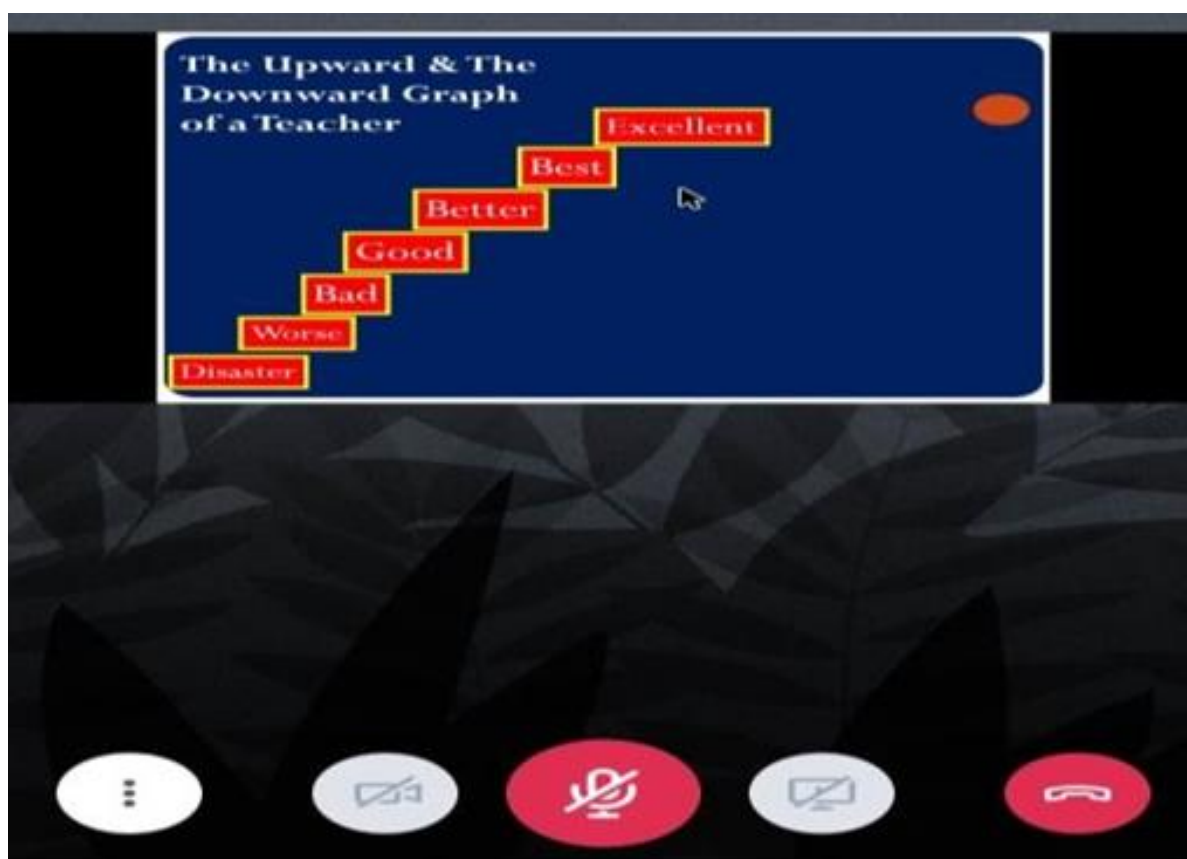 The Upward & The
Downward Graph
of a Teacher
Excellent
Best
Better
Good
Bad
Worse
Disaster